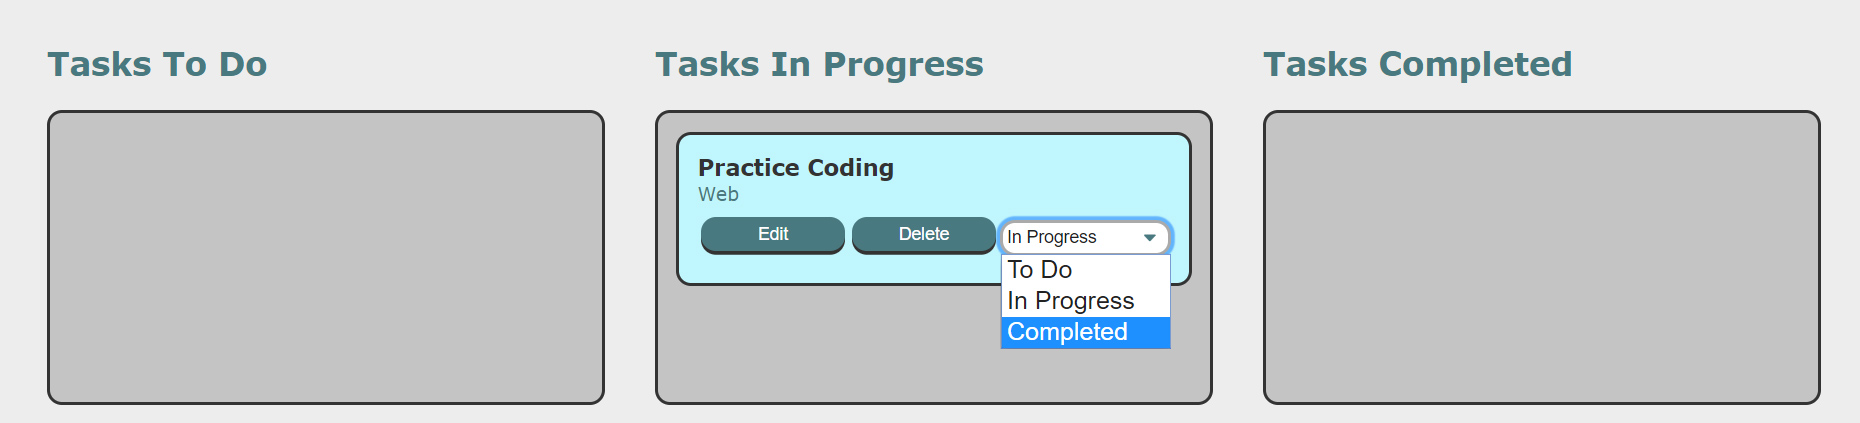 Tasks To Do
Tasks In Progress
Tasks Completed
Practice Coding
Web
Edit
Delete
In Progress
To Do
In Progress
Completed